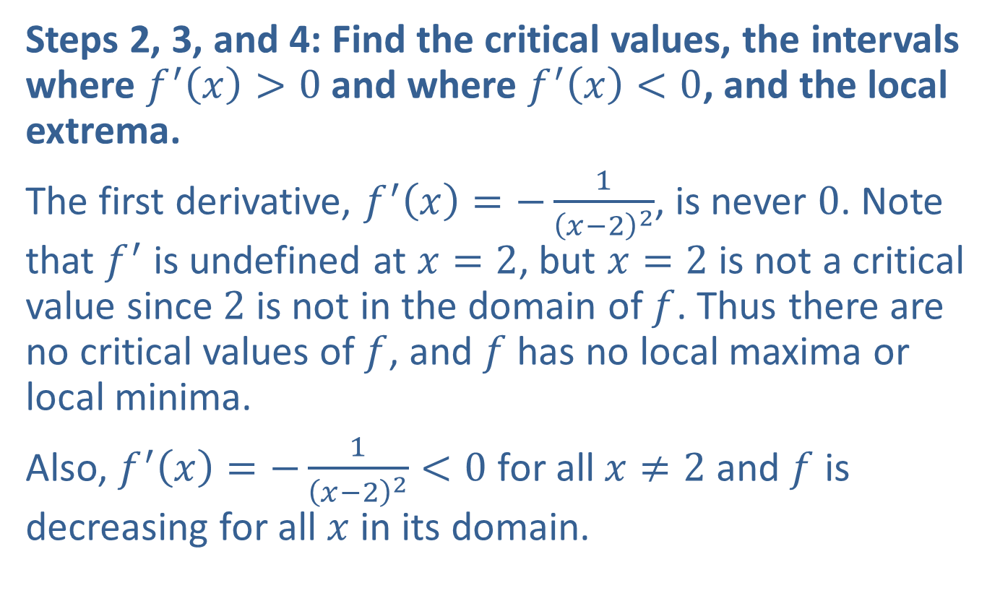 Steps 2, 3, and 4: Find the critical values, the intervals
where f′(x) > 0 and where f′(x) < 0, and the local
extrema.
The first derivative, f′(x) = −1/(x−2)², is never 0. Note
that f′ is undefined at x = 2, but x = 2 is not a critical
value since 2 is not in the domain of f. Thus there are
no critical values of f, and f has no local maxima or
local minima.
Also, f′(x) = −1/(x−2)² < 0 for all x ≠ 2 and f is
decreasing for all x in its domain.